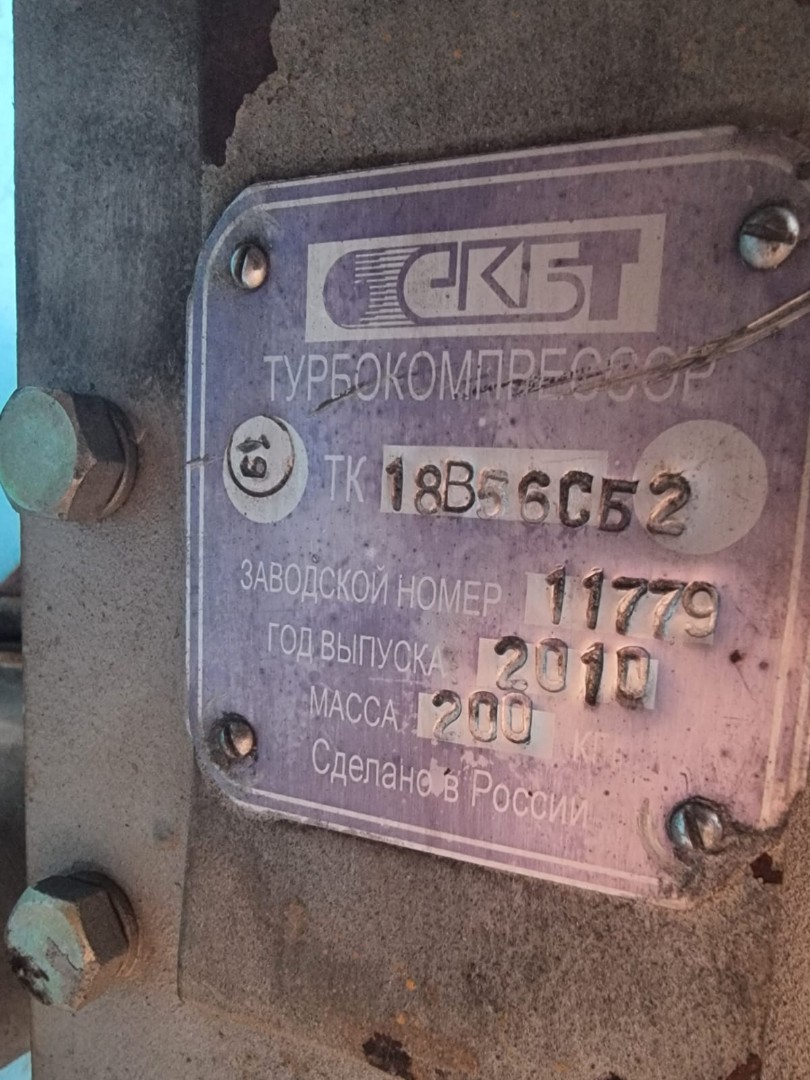 СКБТ
ТУРБОКОМПРЕССОР
19 ТК 18В56СБ2
ЗАВОДСКОЙ НОМЕР 11779
ГОД ВЫПУСКА 2010
МАССА 200 КГ
Сделано в России